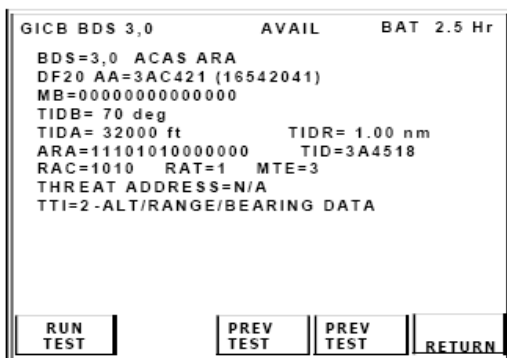 GICB BDS 3,0 AVAIL BAT 2.5 Hr
BDS=3,0 ACAS ARA
DF20 AA=3AC421 (16542041)
MB=00000000000000
TIDB= 70 deg
TIDA= 32000 ft TIDR= 1.00 nm
ARA=11101010000000 TID=3A4518
RAC=1010 RAT=1 MTE=3
THREAT ADDRESS=N/A
TTI=2-ALT/RANGE/BEARING DATA
RUN TEST PREV TEST PREV TEST RETURN